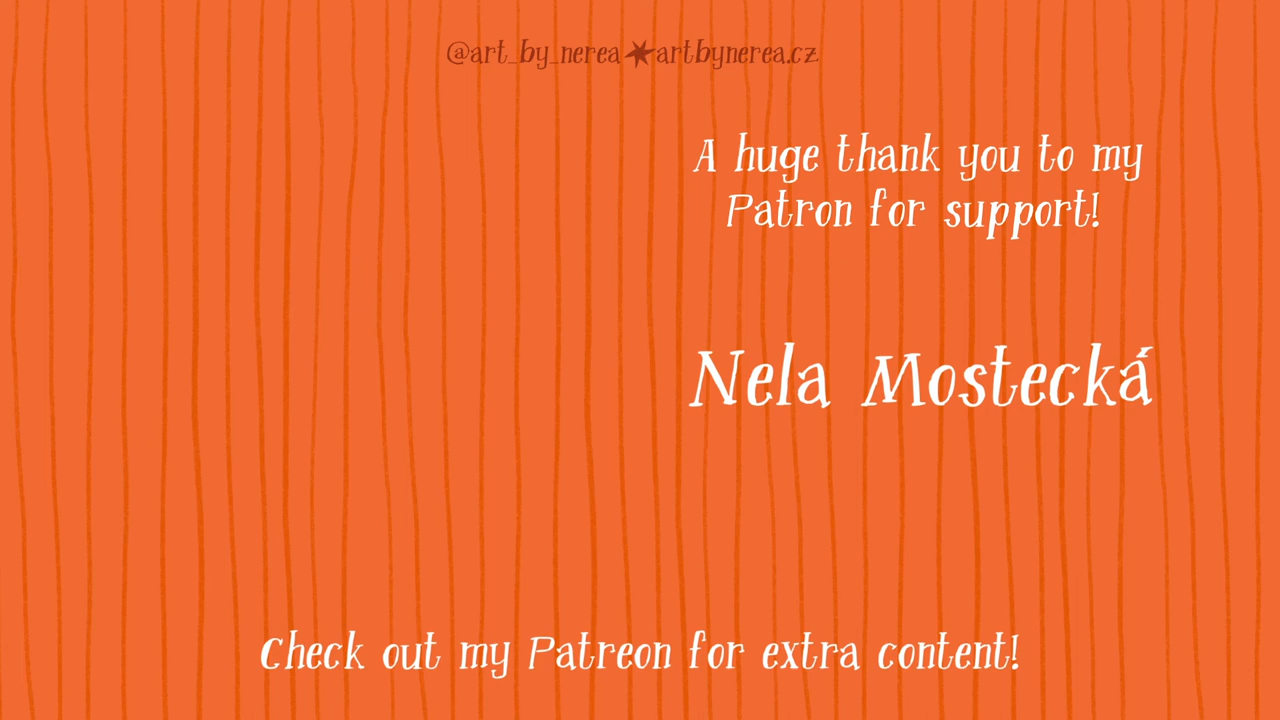 @art_by_nerea✶artbynerea.cz
A huge thank you to my
Patron for support!
Nela Mostecká
Check out my Patreon for extra content!